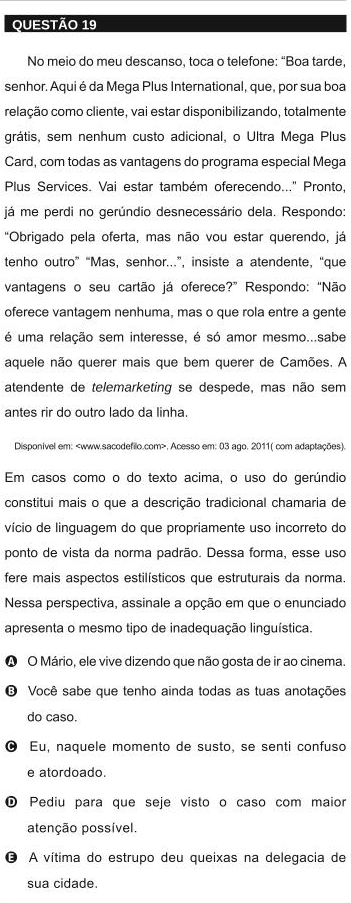 QUESTÃO 19
No meio do meu descanso, toca o telefone: “Boa tarde,
senhor. Aqui é da Mega Plus International, que, por sua boa
relação como cliente, vai estar disponibilizando, totalmente
grátis, sem nenhum custo adicional, o Ultra Mega Plus
Card, com todas as vantagens do programa especial Mega
Plus Services. Vai estar também oferecendo...” Pronto,
já me perdi no gerúndio desnecessário dela. Respondo:
“Obrigado pela oferta, mas não vou estar querendo, já
tenho outro” “Mas, senhor...”, insiste a atendente, “que
vantagens o seu cartão já oferece?” Respondo: “Não
oferece vantagem nenhuma, mas o que rola entre a gente
é uma relação sem interesse, é só amor mesmo...sabe
aquele não querer mais que bem querer de Camões. A
atendente de telemarketing se despede, mas não sem
antes rir do outro lado da linha.
Disponível em: <www.sacodefilo.com>. Acesso em: 03 ago. 2011( com adaptações).
Em casos como o do texto acima, o uso do gerúndio
constitui mais o que a descrição tradicional chamaria de
vício de linguagem do que propriamente uso incorreto do
ponto de vista da norma padrão. Dessa forma, esse uso
fere mais aspectos estilísticos que estruturais da norma.
Nessa perspectiva, assinale a opção em que o enunciado
apresenta o mesmo tipo de inadequação linguística.
A O Mário, ele vive dizendo que não gosta de ir ao cinema.
B Você sabe que tenho ainda todas as tuas anotações
do caso.
C Eu, naquele momento de susto, se senti confuso
e atordoado.
D Pediu para que seje visto o caso com maior
atenção possível.
E A vítima do estrupo deu queixas na delegacia de
sua cidade.